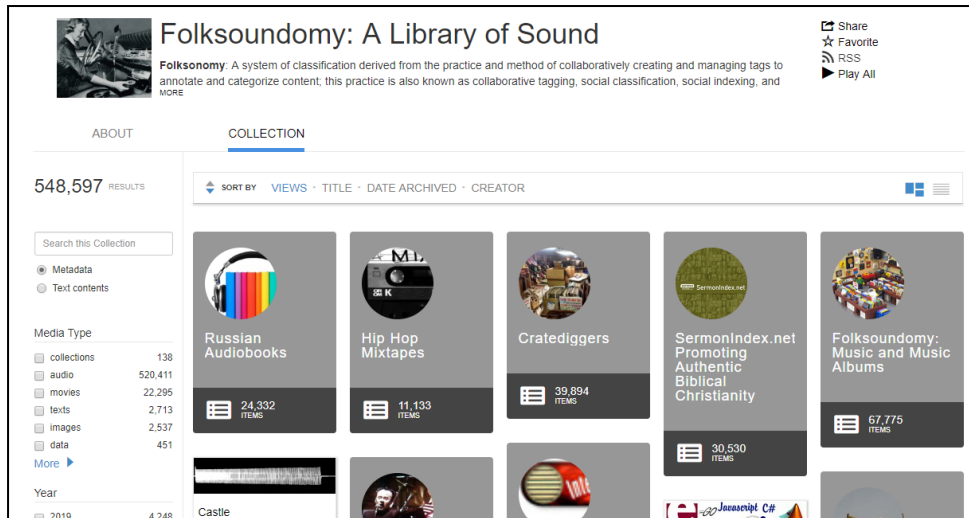 Folksoundomy: A Library of Sound
Folksonomy: A system of classification derived from the practice and method of collaboratively creating and managing tags to
annotate and categorize content; this practice is also known as collaborative tagging, social classification, social indexing, and
MORE
Share
Favorite
RSS
Play All
ABOUT
COLLECTION
548,597 RESULTS
SORT BY VIEWS · TITLE · DATE ARCHIVED · CREATOR
Search this Collection
Metadata
Text contents
Media Type
collections 138
audio 520,411
movies 22,295
texts 2,713
images 2,537
data 451
More
Year
2019 4,248
Russian
Audiobooks
24,332
ITEMS
MI
K
Hip Hop
Mixtapes
11,133
ITEMS
Cratediggers
39,894
ITEMS
SermonIndex.net
SermonIndex.net
Promoting
Authentic
Biblical
Christianity
30,530
ITEMS
Folksoundomy:
Music and Music
Albums
67,775
ITEMS
Castle
Inte
Javascript C#